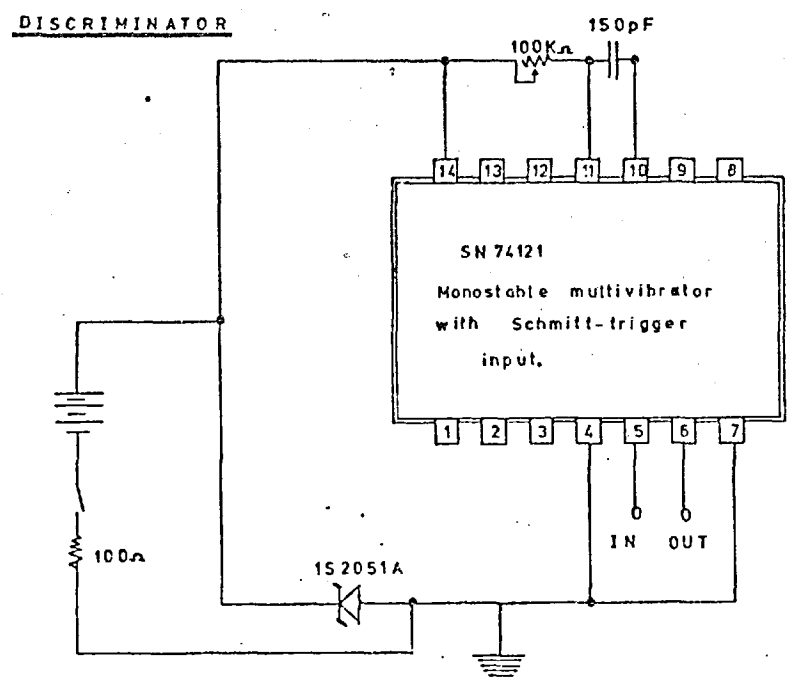 DISCRIMINATOR
150pF
100KΩ
14 13 12 11 10 9 8
SN 74121
Monostable multivibrator
with Schmitt-trigger
input.
1 2 3 4 5 6 7
IN OUT
100Ω
1S2051A